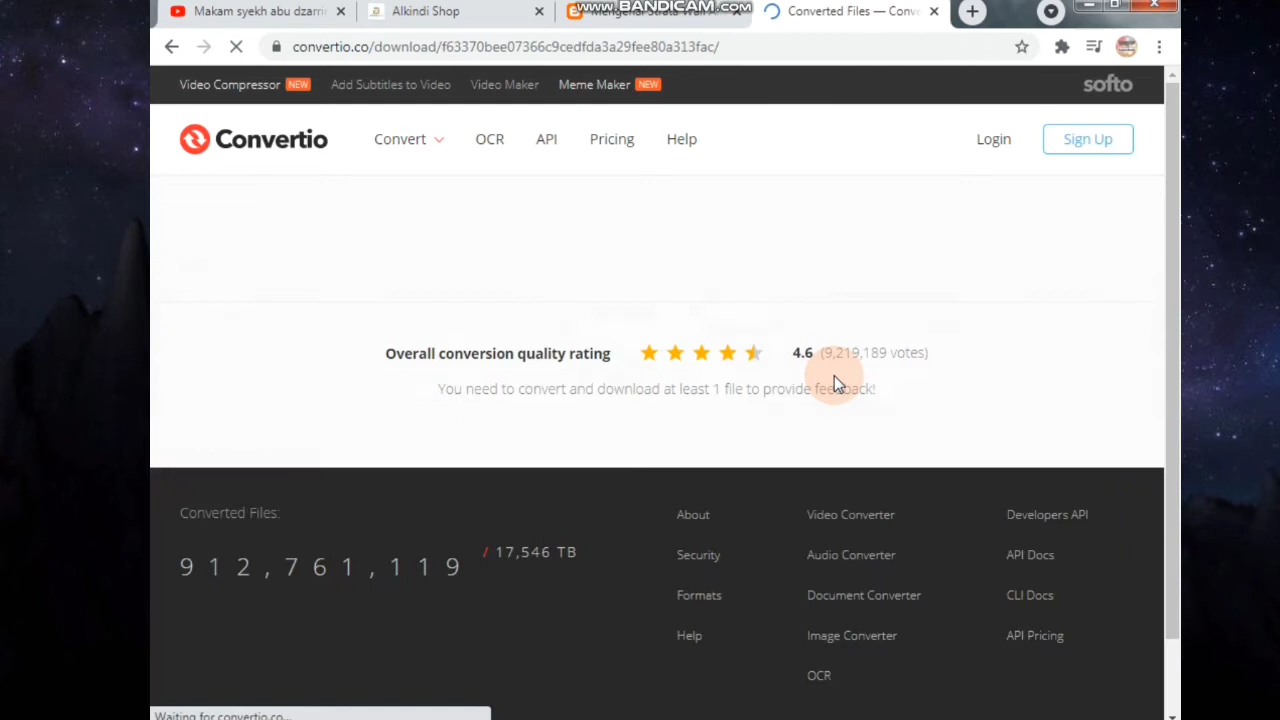 www.BANDICAM.com
Makam syekh abu dzarri
Alkindi Shop
Mengenal Strata
Converted Files — Conve
convertio.co/download/f63370bee07366c9cedfda3a29fee80a313fac/
Video Compressor NEW Add Subtitles to Video Video Maker Meme Maker NEW softo
Convertio Convert OCR API Pricing Help Login Sign Up
Overall conversion quality rating 4.6 (9,219,189 votes)
You need to convert and download at least 1 file to provide feedback!
Converted Files:
912,761,119 / 17,546 TB
About
Security
Formats
Help
Video Converter
Audio Converter
Document Converter
Image Converter
OCR
Developers API
API Docs
CLI Docs
API Pricing
Waiting for convertio.co...